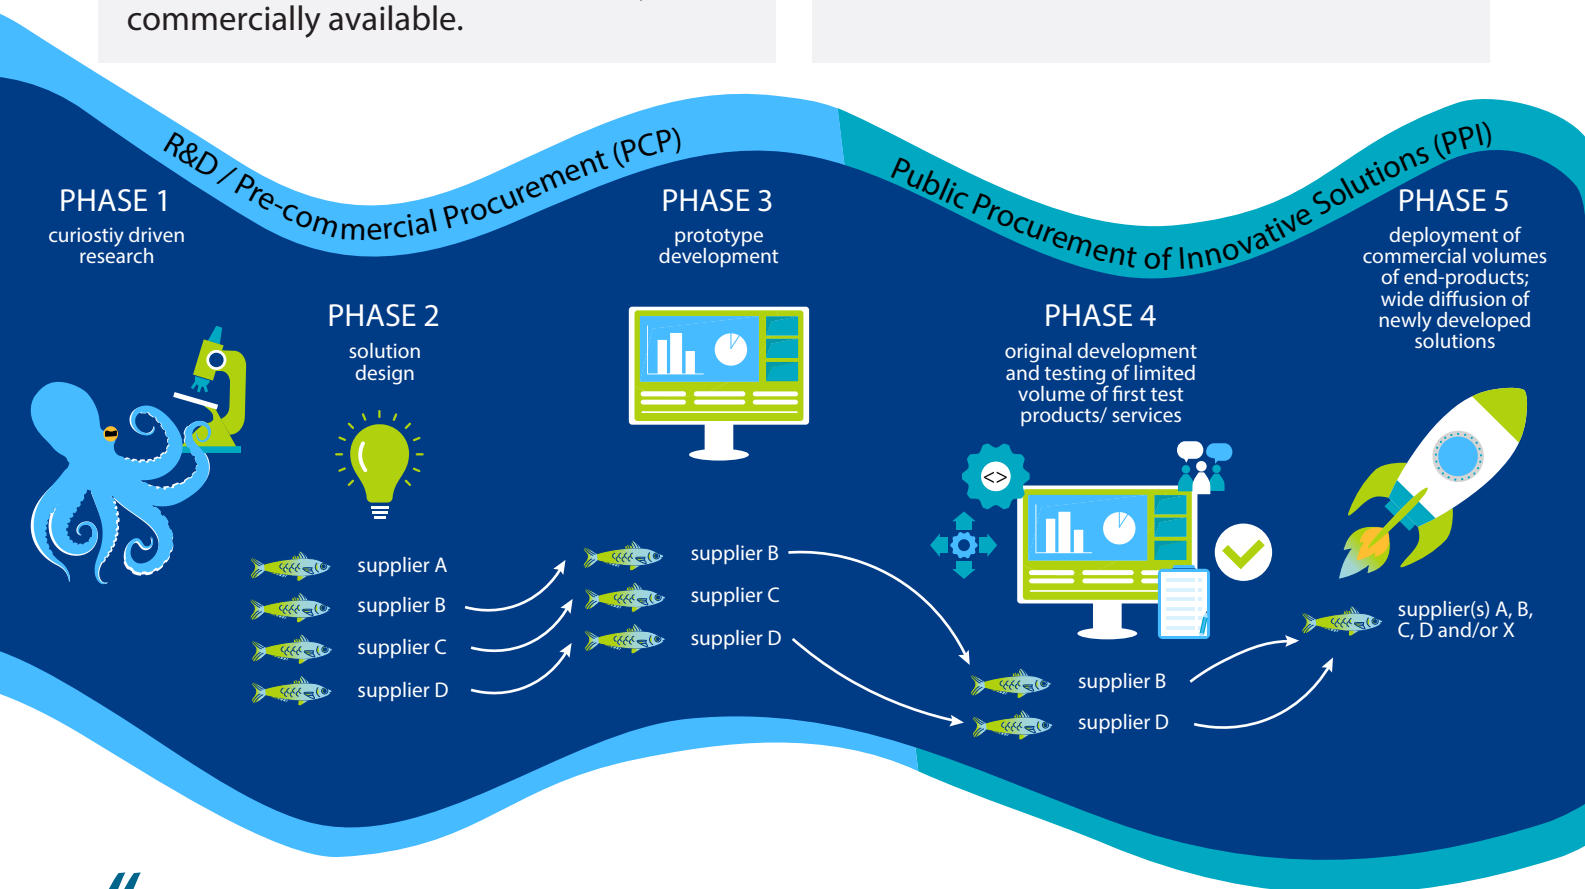 commercially available.
R&D / Pre-commercial Procurement (PCP)
Public Procurement of Innovative Solutions (PPI)
PHASE 1
curiostiy driven
research
PHASE 2
solution
design
PHASE 3
prototype
development
PHASE 4
original development
and testing of limited
volume of first test
products/ services
PHASE 5
deployment of
commercial volumes
of end-products;
wide diffusion of
newly developed
solutions
<>
supplier A
supplier B
supplier C
supplier D
supplier B
supplier C
supplier D
supplier B
supplier D
supplier(s) A, B,
C, D and/or X
“